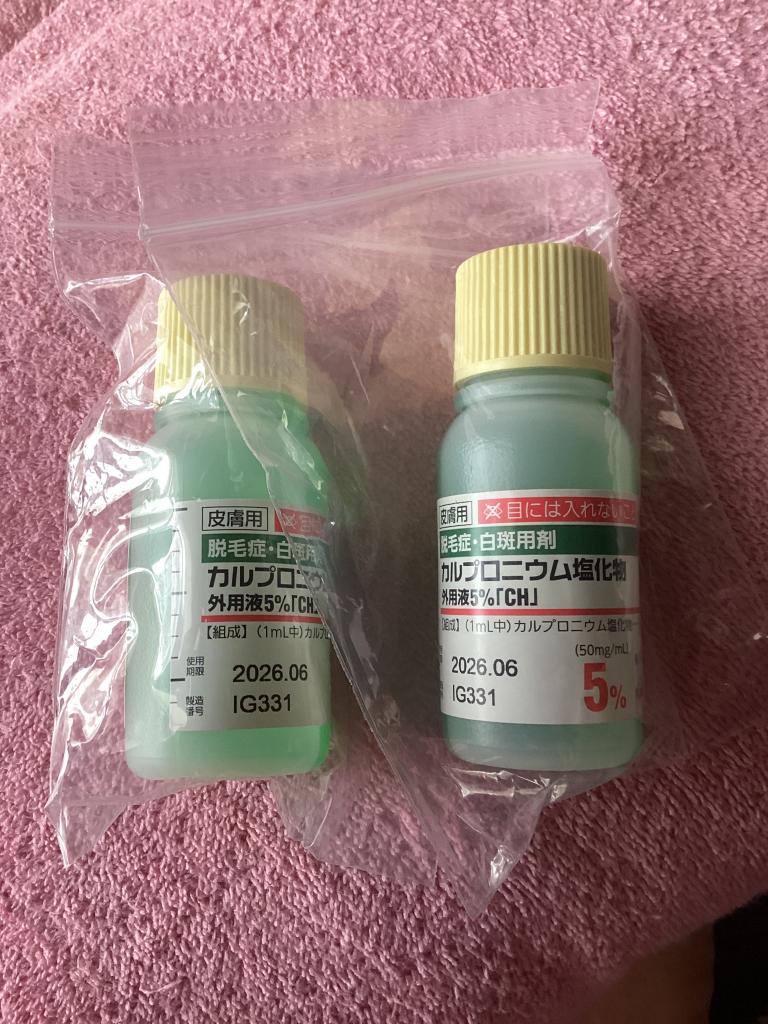 皮膚用
脱毛症・白斑用
カルプロニウ
外用液5%「CH」
【組成】(1mL中)カルプロ
使用
期限
2026.06
製造
番号
IG331
皮膚用
目には入れないこ
脱毛症・白斑用剤
カルプロニウム塩化物
外用液5%「CH」
【組成】(1mL中)カルプロニウム塩化物
(50mg/mL)
2026.06
5%
IG331